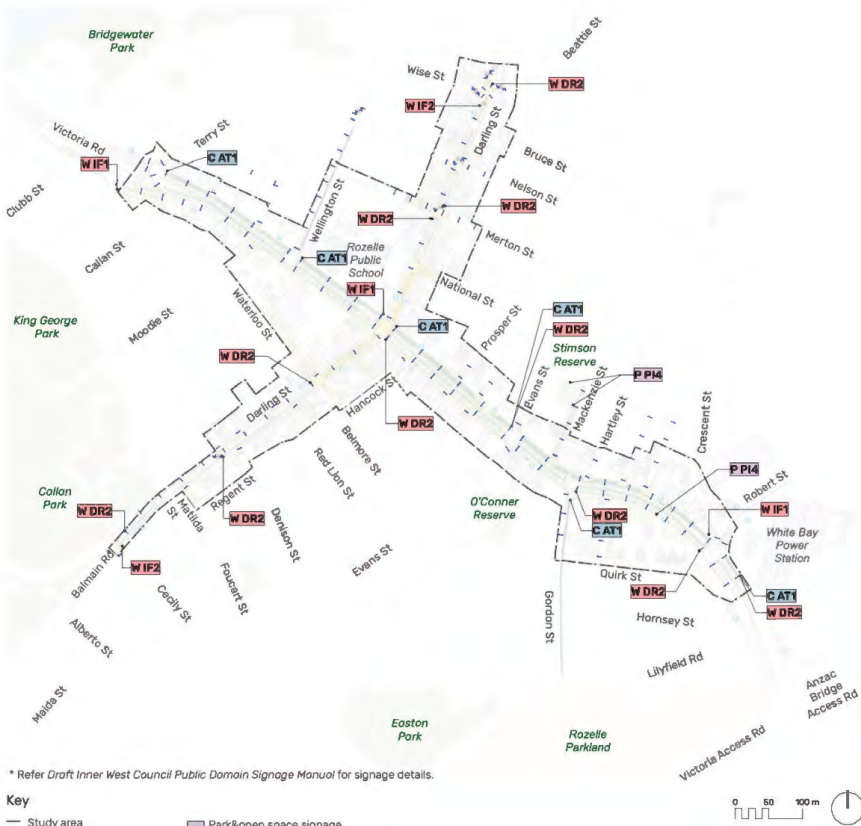 Bridgewater
Park
Beattie St
Wise St
W DR2
W IF2
Darling St
Victoria Rd
Terry St
W IF1
C AT1
Bruce St
Clubb St
Nelson St
Wellington St
W DR2
W DR2
Merton St
Callan St
C AT1
Rozelle
Public
School
National St
W IF1
King George
Park
Moodie St
Waterloo St
C AT1
Prosper St
C AT1
W DR2
Stimson
Reserve
W DR2
Evans St
Mackenzie St
P PI4
Darling St
Hancock St
Hartley St
W DR2
Crescent St
Belmore St
Red Lion St
P PI4
Callan
Park
Regent St
Robert St
W DR2
Matilda
St
W DR2
Denison St
O'Conner
Reserve
W DR2
C AT1
W IF1
White Bay
Power
Station
Balmain Rd
W IF2
Evans St
Foucart St
Cecily St
Quirk St
W DR2
C AT1
W DR2
Gordon St
Hornsey St
Alberto St
Lilyfield Rd
Anzac
Bridge
Access Rd
Maida St
Easton
Park
Rozelle
Parkland
Victoria Access Rd
* Refer Draft Inner West Council Public Domain Signage Manual for signage details.
Key
0 50 100 m
Study area
Park&open space signage